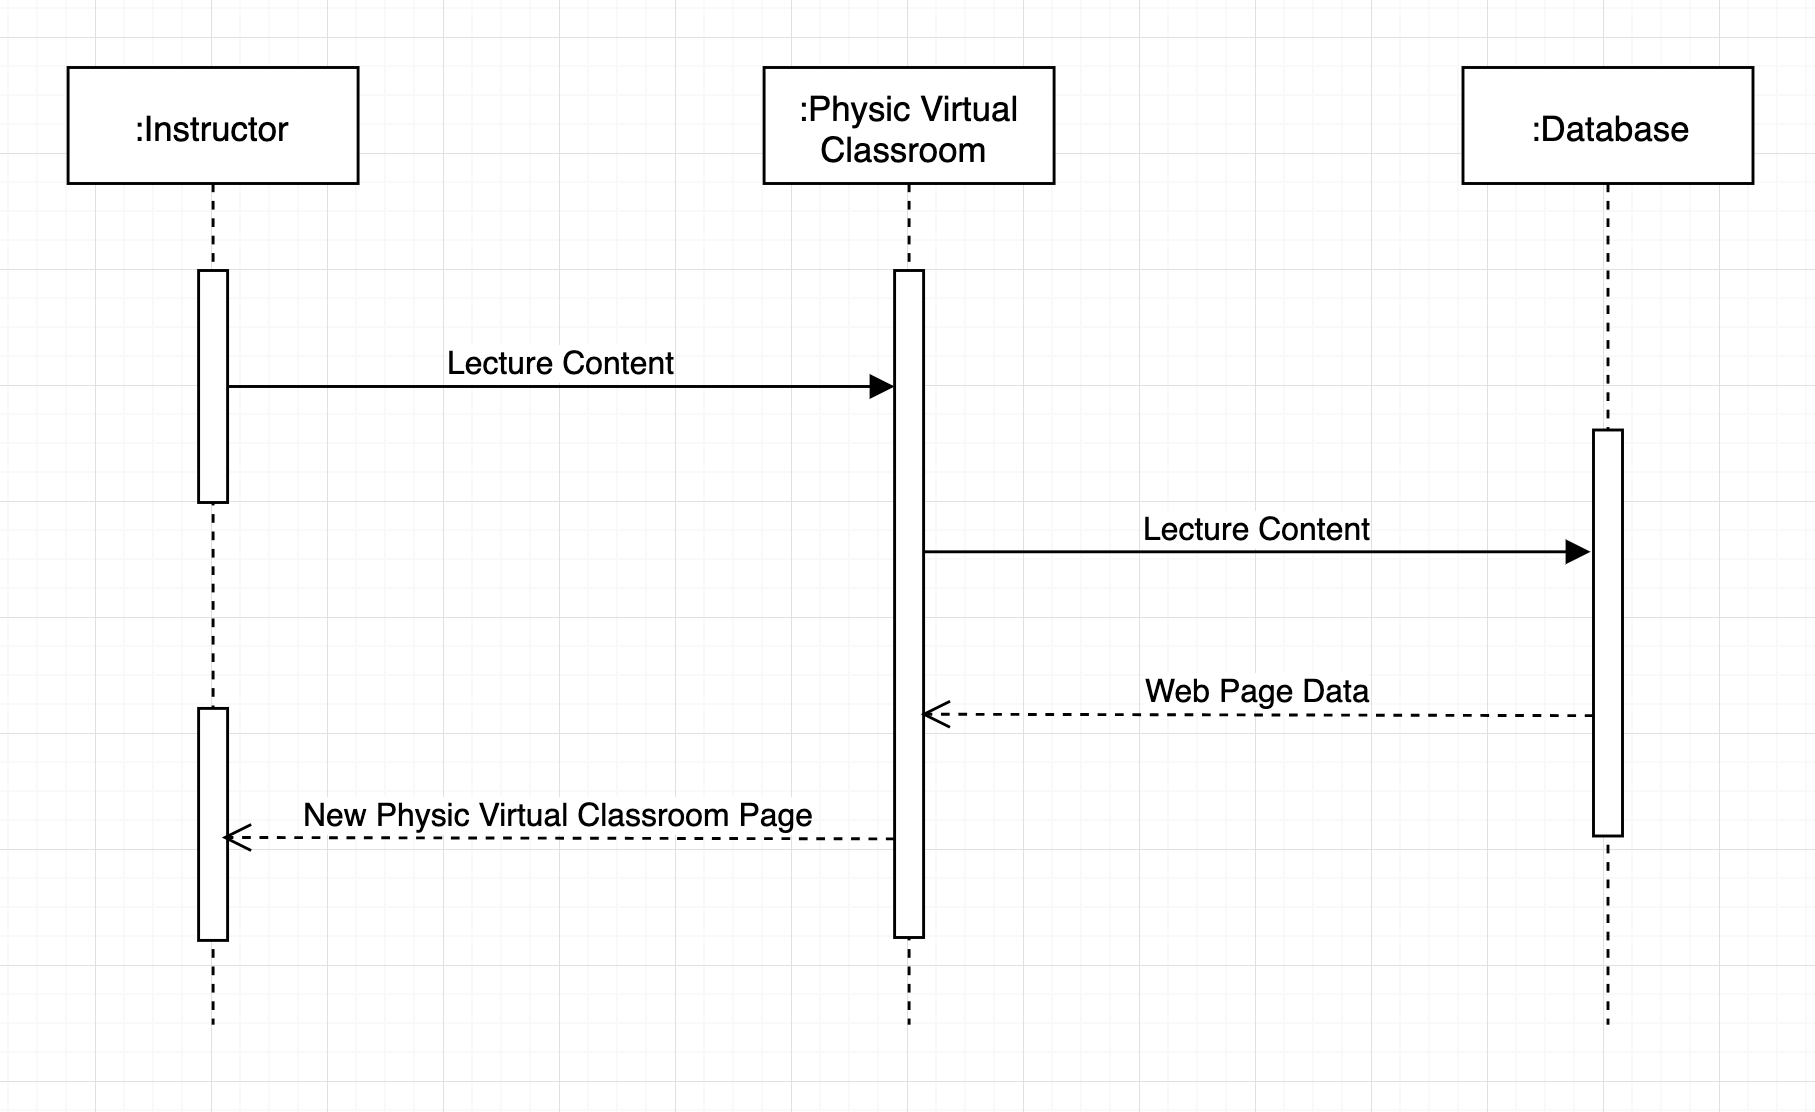 :Instructor
:Physic Virtual
Classroom
:Database
Lecture Content
Lecture Content
Web Page Data
New Physic Virtual Classroom Page